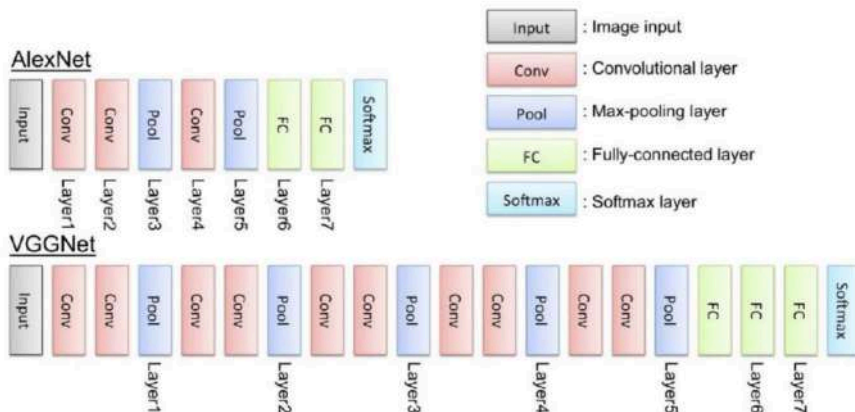 Input : Image input
AlexNet
Conv : Convolutional layer
Input Conv Conv Pool Conv Pool FC FC Softmax
Pool : Max-pooling layer
FC : Fully-connected layer
Layer1 Layer2 Layer3 Layer4 Layer5 Layer6 Layer7
Softmax : Softmax layer
VGGNet
Input Conv Conv Pool Conv Conv Pool Conv Conv Pool Conv Conv Pool Conv Conv Pool FC FC FC Softmax
Layer1 Layer2 Layer3 Layer4 Layer5 Layer6 Layer7